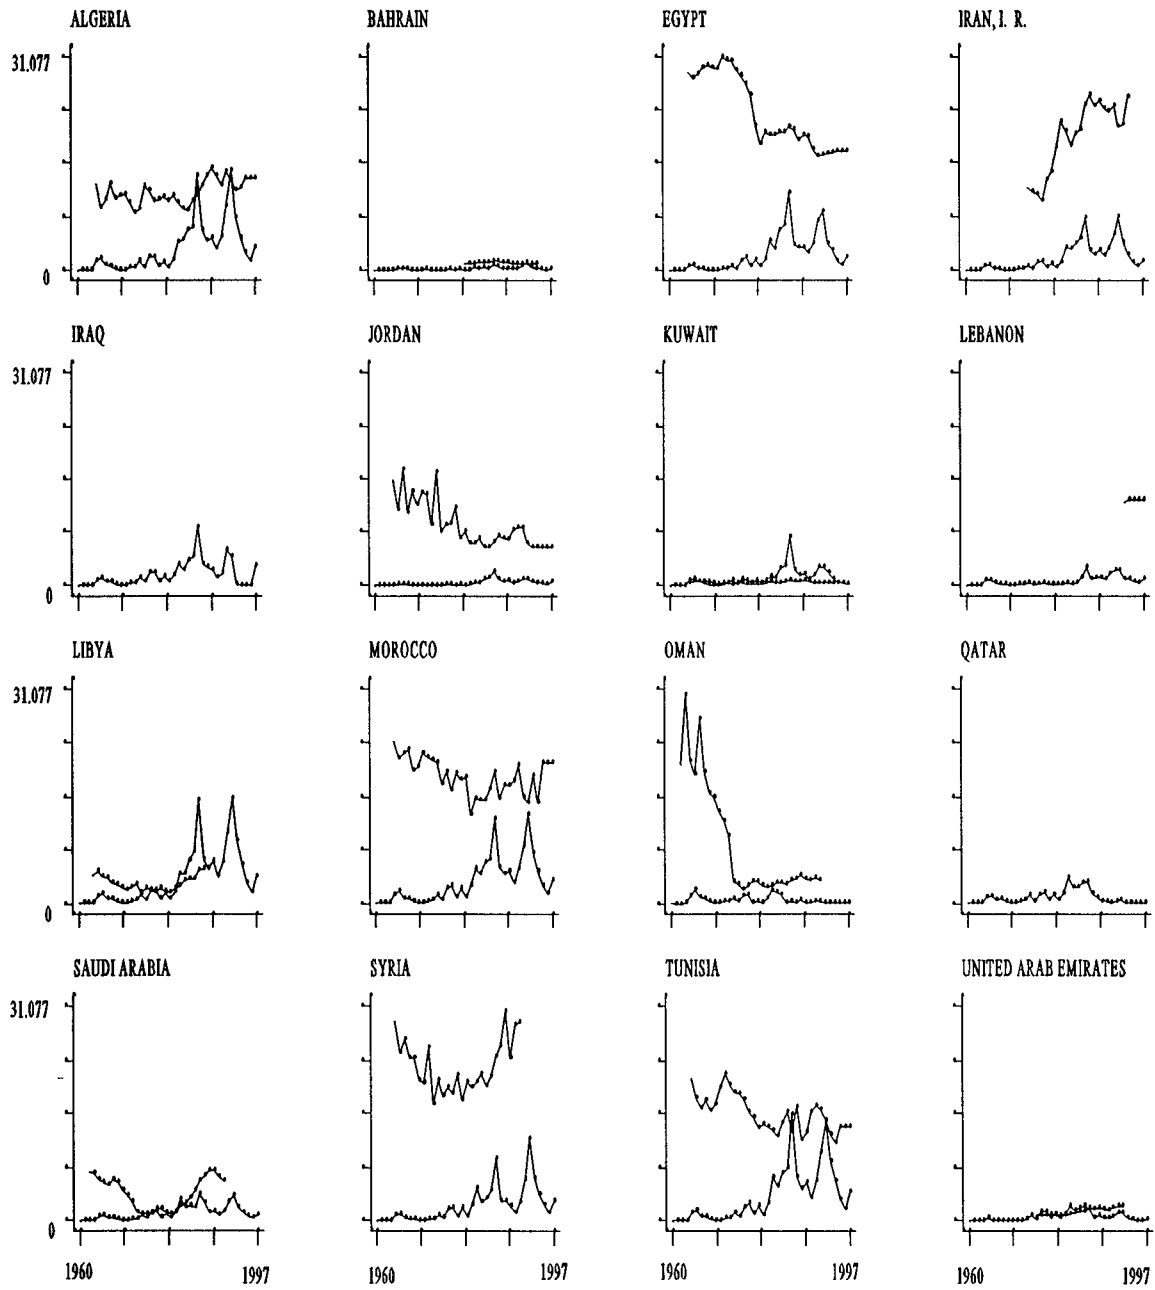 ALGERIA BAHRAIN EGYPT IRAN, I. R.
31.077
0
IRAQ JORDAN KUWAIT LEBANON
31.077
0
LIBYA MOROCCO OMAN QATAR
31.077
0
SAUDI ARABIA SYRIA TUNISIA UNITED ARAB EMIRATES
31.077
0
1960 1997 1960 1997 1960 1997 1960 1997